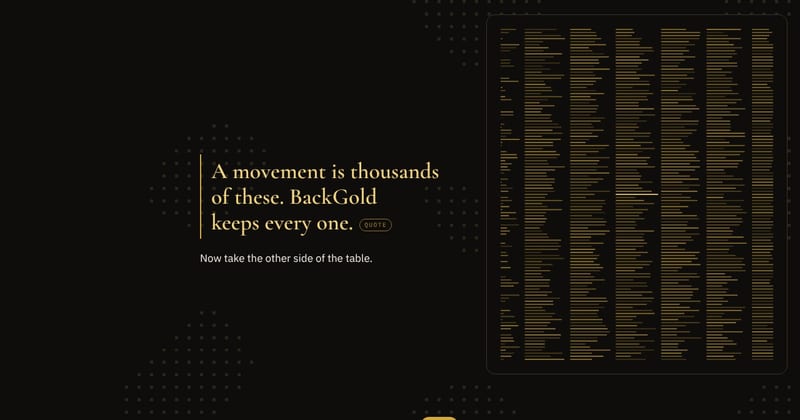 A movement is thousands
of these. BackGold
keeps every one. QUOTE
Now take the other side of the table.